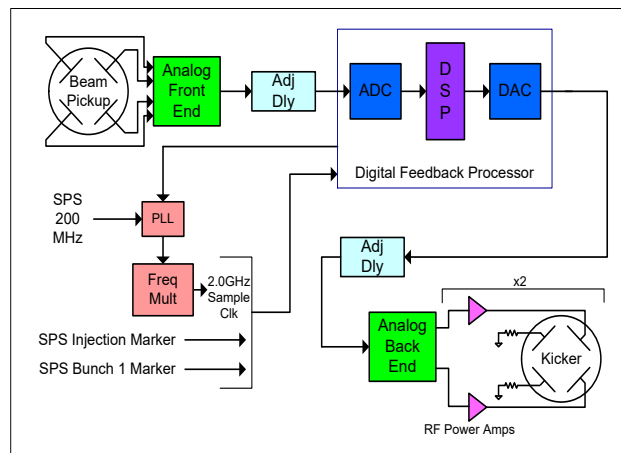 Beam
Pickup
Analog
Front
End
Adj
Dly
ADC
D
S
P
DAC
Digital Feedback Processor
SPS
200
MHz
PLL
Freq
Mult
2.0GHz
Sample
Clk
SPS Injection Marker
SPS Bunch 1 Marker
Adj
Dly
x2
Analog
Back
End
Kicker
RF Power Amps